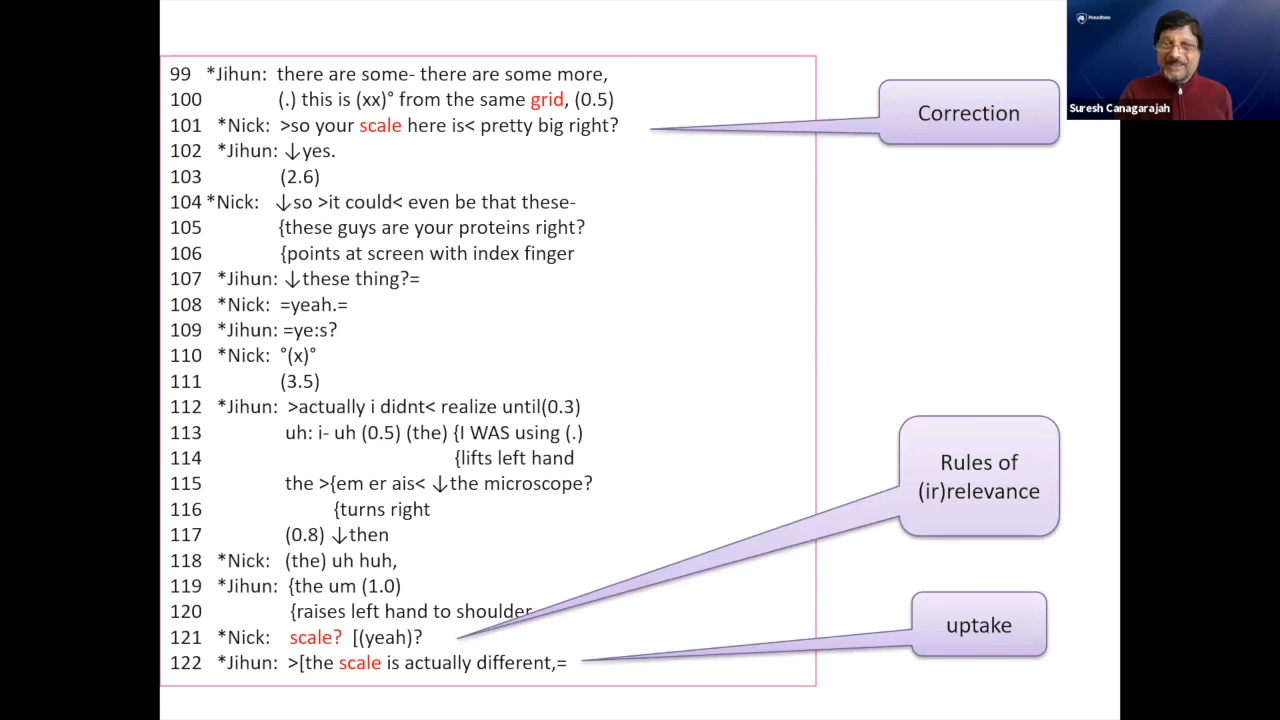 99 *Jihun: there are some- there are some more,
100 (.) this is (xx)° from the same grid, (0.5)
101 *Nick: >so your scale here is< pretty big right?
102 *Jihun: ↓yes.
103 (2.6)
104 *Nick: ↓so >it could< even be that these-
105 {these guys are your proteins right?
106 {points at screen with index finger
107 *Jihun: ↓these thing?=
108 *Nick: =yeah.=
109 *Jihun: =ye:s?
110 *Nick: °(x)°
111 (3.5)
112 *Jihun: >actually i didnt< realize until(0.3)
113 uh: i- uh (0.5) (the) {I WAS using (.)
114 {lifts left hand
115 the >{em er ais< ↓the microscope?
116 {turns right
117 (0.8) ↓then
118 *Nick: (the) uh huh,
119 *Jihun: {the um (1.0)
120 {raises left hand to shoulder
121 *Nick: scale? [(yeah)?
122 *Jihun: >[the scale is actually different,=
Correction
Rules of
(ir)relevance
uptake
PennState
Suresh Canagarajah